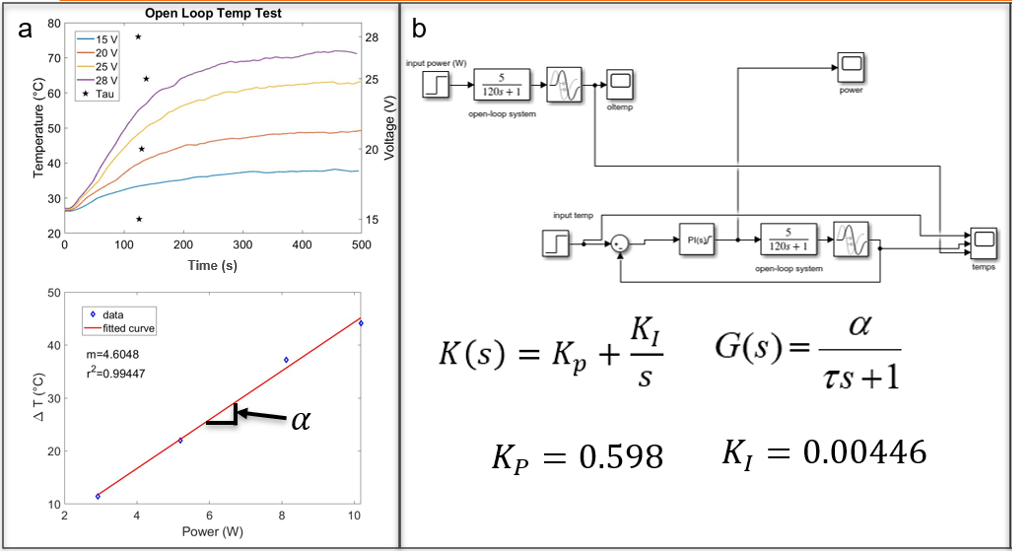 a
Open Loop Temp Test
Temperature (°C)
80
70
60
50
40
30
20
15 V
20 V
25 V
28 V
Tau
28
25
20
15
Voltage (V)
0 100 200 300 400 500
Time (s)
Δ T (°C)
50
40
30
20
10
data
fitted curve
m=4.6048
r²=0.99447
α
2 4 6 8 10
Power (W)
b
input power (W)
5
120s + 1
open-loop system
oltemp
power
input temp
+
-
PI(s)
5
120s + 1
open-loop system
temps
K(s) = K_p + K_I/s
G(s) = α/τs+1
K_P = 0.598
K_I = 0.00446